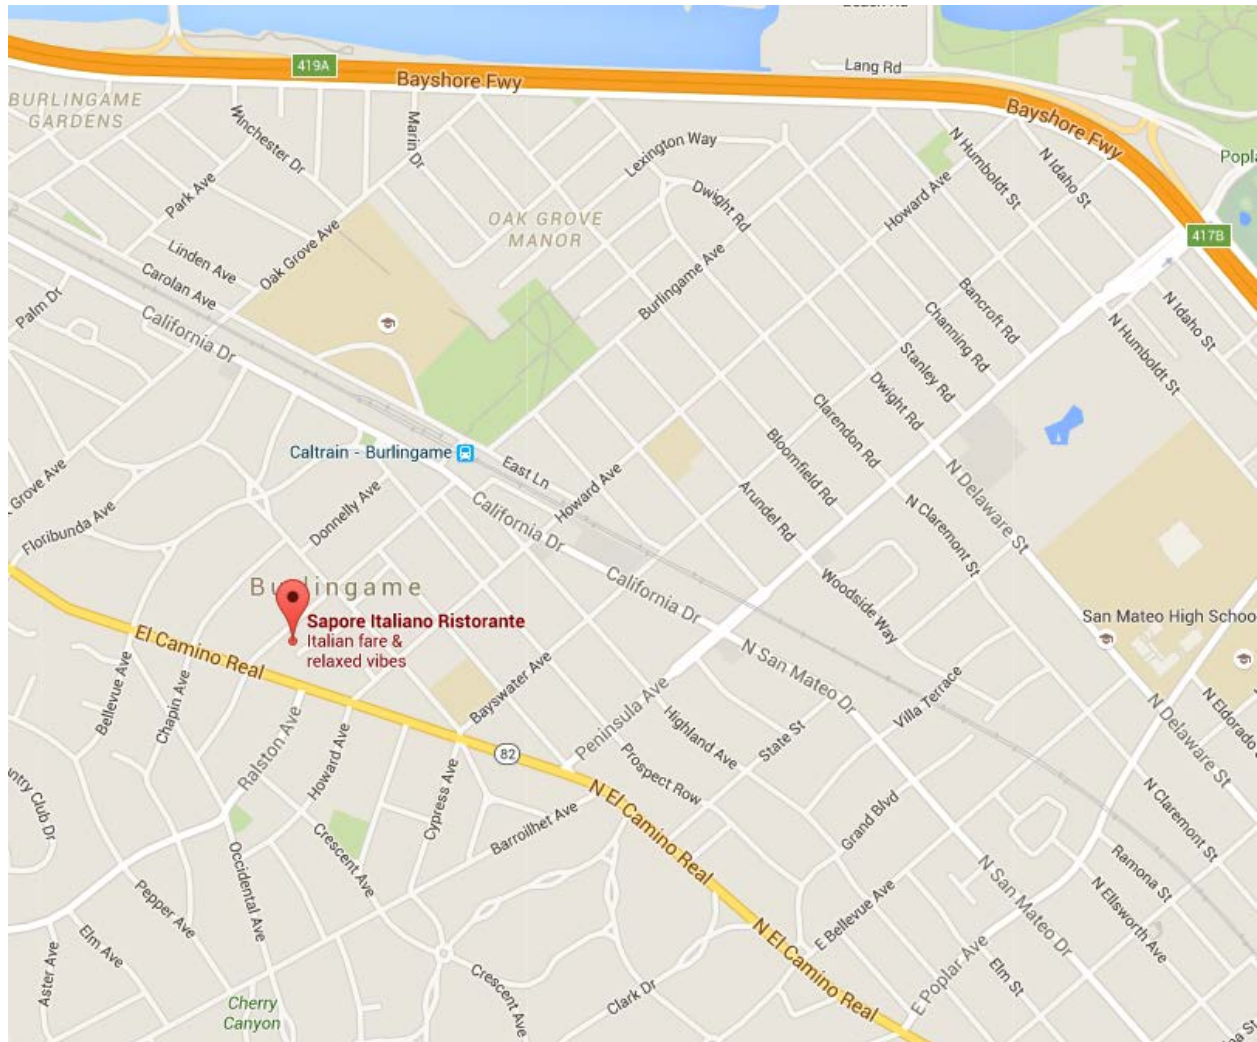 Lang Rd
419A
Bayshore Fwy
BURLINGAME
GARDENS
Winchester Dr
Marin Dr
Bayshore Fwy
Lexington Way
N Humboldt St
N Idaho St
Park Ave
Dwight Rd
Howard Ave
OAK GROVE
MANOR
417B
Oak Grove Ave
Linden Ave
Carolan Ave
Burlingame Ave
Palm Dr
California Dr
Bancroft Rd
N Idaho St
Channing Rd
N Humboldt St
Stanley Rd
Dwight Rd
Clarendon Rd
Caltrain - Burlingame
East Ln
Bloomfield Rd
Grove Ave
Donnelly Ave
Howard Ave
N Delaware St
Floribunda Ave
California Dr
Arundel Rd
N Claremont St
Burlingame
California Dr
Woodside Way
Sapore Italiano Ristorante
Italian fare &
relaxed vibes
San Mateo High Schoo
El Camino Real
N San Mateo Dr
Bellevue Ave
Chapin Ave
Bayswater Ave
Peninsula Ave
Villa Terrace
N Eldorado
Ralston Ave
Howard Ave
82
Highland Ave
State St
N Delaware St
Prospect Row
Cypress Ave
Barroilhet Ave
N El Camino Real
Grand Blvd
N Claremont St
ntry Club Dr
Crescent Ave
Occidental Ave
Ramona St
N San Mateo Dr
N Ellsworth Ave
Pepper Ave
E Bellevue Ave
Elm Ave
N El Camino Real
Aster Ave
Crescent Ave
Clark Dr
E Poplar Ave
Elm St
Cherry
Canyon